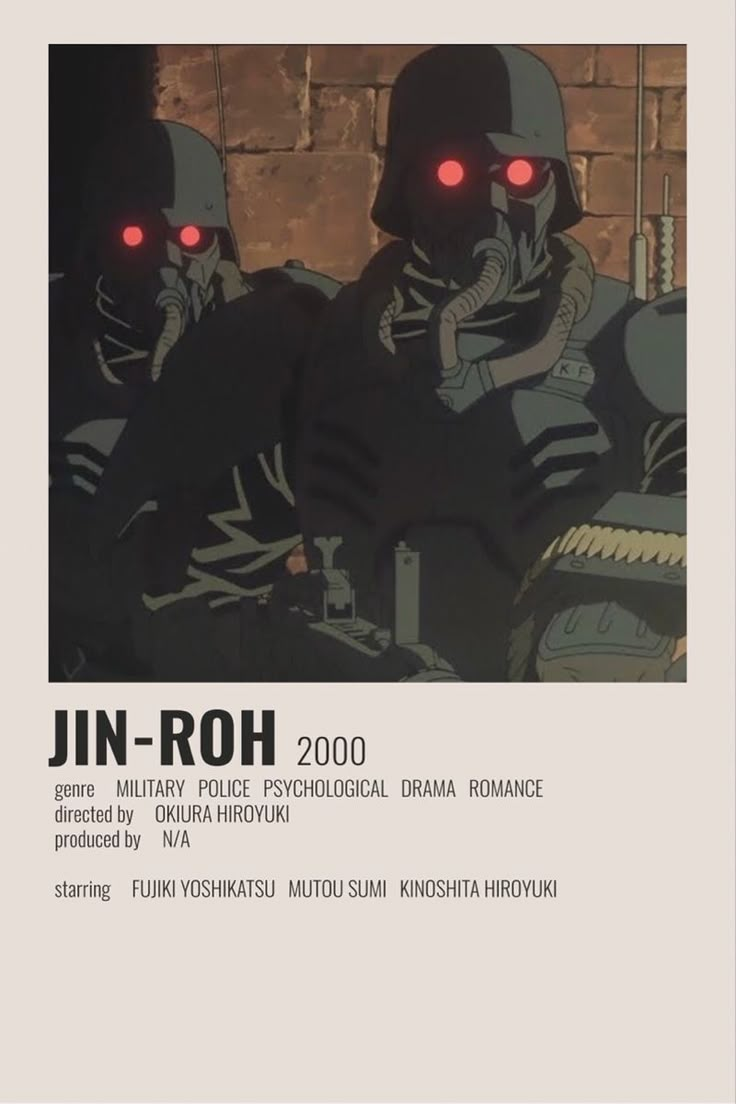 K F
JIN-ROH 2000
genre MILITARY POLICE PSYCHOLOGICAL DRAMA ROMANCE
directed by OKIURA HIROYUKI
produced by N/A
starring FUJIKI YOSHIKATSU MUTOU SUMI KINOSHITA HIROYUKI